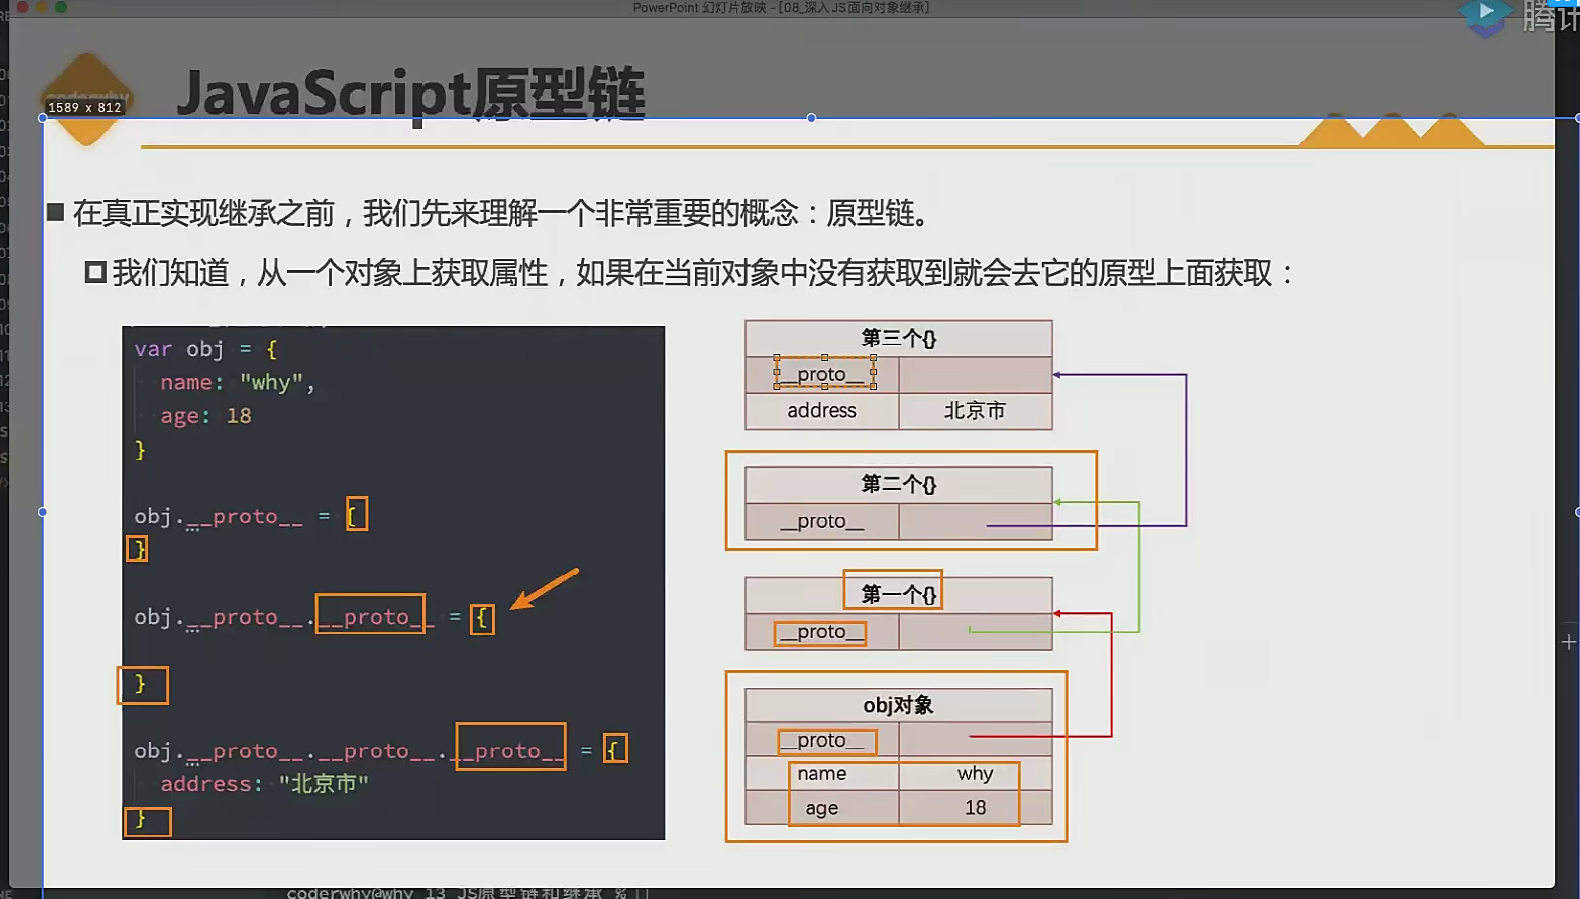 PowerPoint 幻灯片放映 - [08_深入JS面向对象继承]
JavaScript原型链
1589 x 812
■ 在真正实现继承之前，我们先来理解一个非常重要的概念：原型链。
我们知道，从一个对象上获取属性，如果在当前对象中没有获取到就会去它的原型上面获取：
var obj = {
name: "why",
age: 18
}
obj.__proto__ = {
}
obj.__proto__.__proto__ = {
}
obj.__proto__.__proto__.__proto__ = {
address: "北京市"
}
第三个{}
__proto__
address 北京市
第二个{}
__proto__
第一个{}
__proto__
obj对象
__proto__
name why
age 18
coderwhy@why 13_JS原型链和继承 %